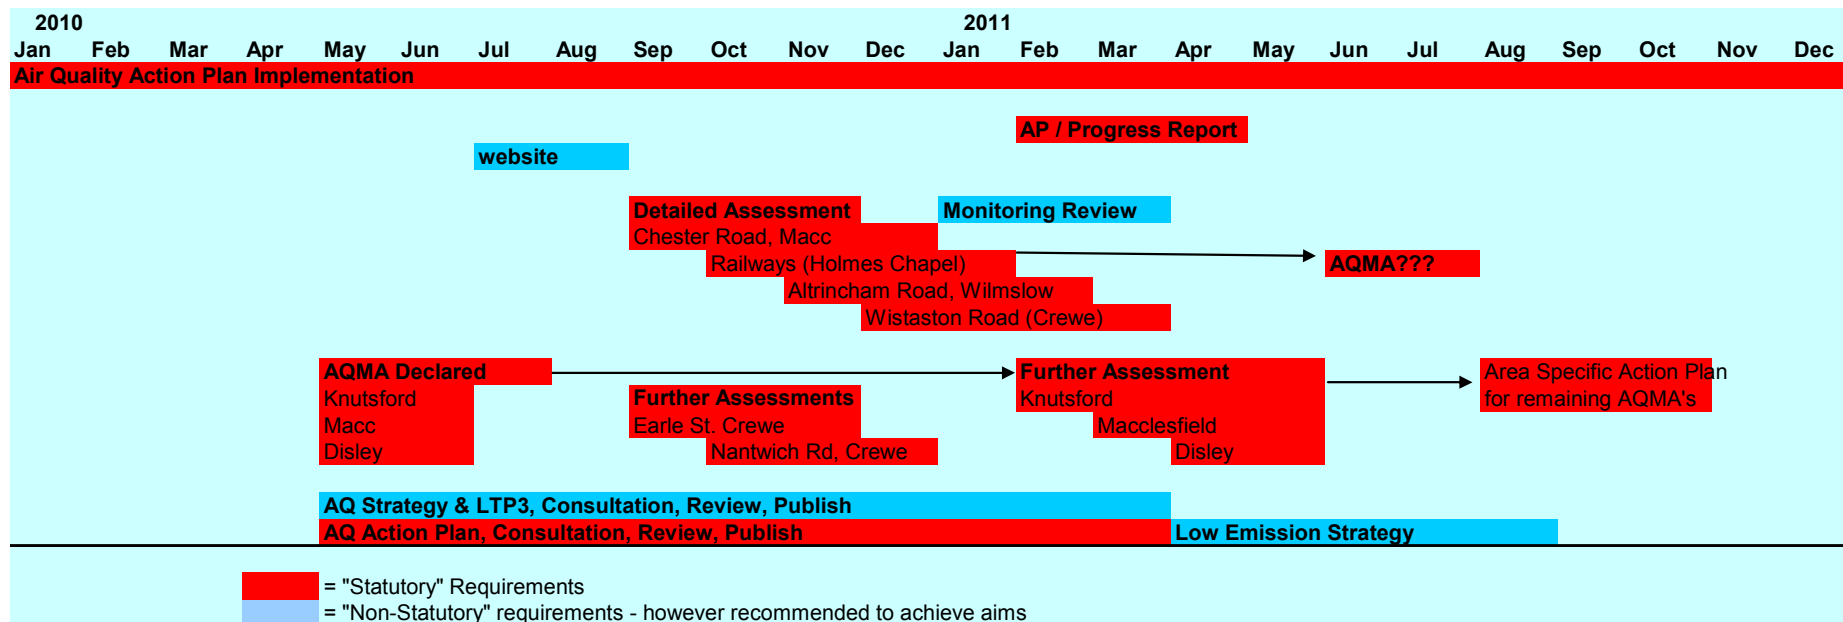 2010 2011
Jan Feb Mar Apr May Jun Jul Aug Sep Oct Nov Dec Jan Feb Mar Apr May Jun Jul Aug Sep Oct Nov Dec
Air Quality Action Plan Implementation
AP / Progress Report
website
Detailed Assessment Monitoring Review
Chester Road, Macc
Railways (Holmes Chapel) AQMA???
Altrincham Road, Wilmslow
Wistaston Road (Crewe)
AQMA Declared Further Assessment Area Specific Action Plan
Knutsford Further Assessments Knutsford for remaining AQMA's
Macc Earle St. Crewe Macclesfield
Disley Nantwich Rd, Crewe Disley
AQ Strategy & LTP3, Consultation, Review, Publish
AQ Action Plan, Consultation, Review, Publish Low Emission Strategy
= "Statutory" Requirements
= "Non-Statutory" requirements - however recommended to achieve aims